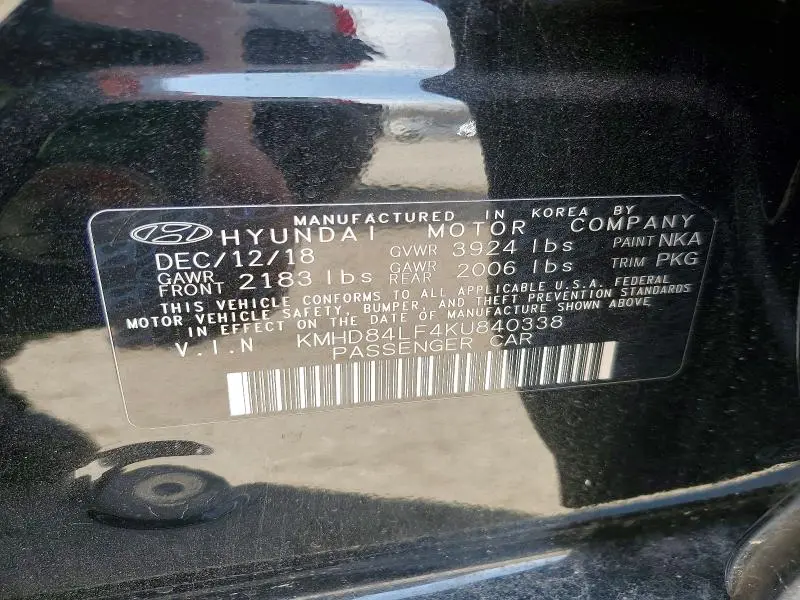 MANUFACTURED IN KOREA BY
HYUNDAI MOTOR COMPANY
DEC/12/18 GVWR 3924 lbs PAINT NKA
GAWR FRONT 2183 lbs GAWR REAR 2006 lbs TRIM PKG
THIS VEHICLE CONFORMS TO ALL APPLICABLE U.S.A. FEDERAL
MOTOR VEHICLE SAFETY, BUMPER, AND THEFT PREVENTION STANDARDS
IN EFFECT ON THE DATE OF MANUFACTURE SHOWN ABOVE
V.I.N KMHD84LF4KU840338
PASSENGER CAR